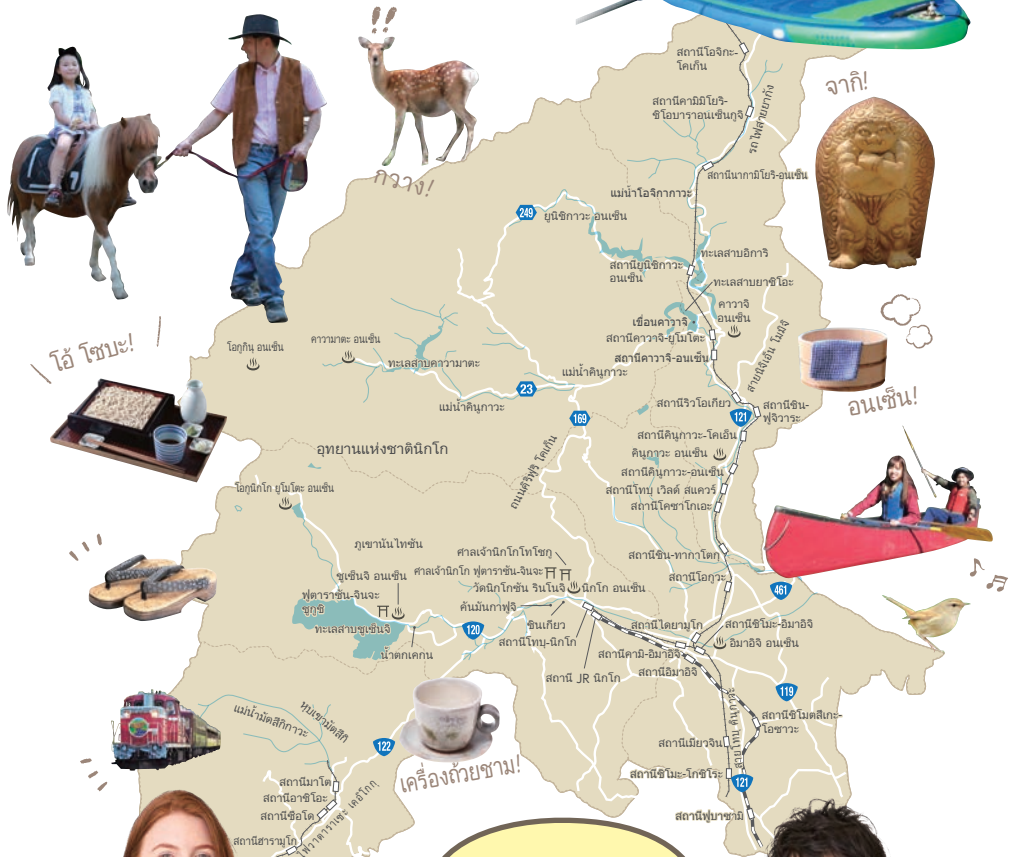 สถานีโอจิกะ-
โคเก็น
สถานีคามิมิโยริ-
ชิโอบาราอนเซ็นกูจิ
รถไฟสายยากัง
จากิ!
กวาง!
สถานีนากามิโยริ-อนเซ็น
แม่น้ำโอจิกากาวะ
249
ยูนิชิกาวะ อนเซ็น
ทะเลสาบอิการิ
สถานียูนิชิกาวะ
อนเซ็น
ทะเลสาบยาชิโอะ
คาวาจิ
อนเซ็น
เขื่อนคาวาจิ
สถานีคาวาจิ-ยูโมโตะ
สถานีคาวาจิ-อนเซ็น
โอ้ โซบะ!
โอกูกินุ อนเซ็น
คาวามาตะ อนเซ็น
ทะเลสาบคาวามาตะ
แม่น้ำคินูกาวะ
23
แม่น้ำคินูกาวะ
169
อนเซ็น!
สถานีริวโอเกียว
121
สถานีชิน-
ฟูจิวาระ
สถานีคินูกาวะ-โคเอ็น
คินูกาวะ อนเซ็น
สถานีคินูกาวะ-อนเซ็น
สถานีโทบุ เวิลด์ สแควร์
สถานีโคซาโกเอะ
อุทยานแห่งชาตินิกโก
ถนนคิริฟุริ โคเก็น
โอกูนิกโก ยูโมโตะ อนเซ็น
ภูเขานันไทซัน
ศาลเจ้านิกโกโทโชกุ
ศาลเจ้านิกโก ฟูตาราซัน-จินจะ
วัดนิกโกซัน รินโนจิ
นิกโก อนเซ็น
สถานีชิน-ทากาโตกุ
สถานีโอกูวะ
461
ชูเซ็นจิ อนเซ็น
ฟูตาราซัน-จินจะ
ชูกูชิ
ทะเลสาบชูเซ็นจิ
คันมันกาฟูจิ
120
ชินเกียว
สถานีโทบุ-นิกโก
น้ำตกเคกน
สถานีไดยามูโก
สถานีชิโมะ-อิมาอิจิ
สถานีคามิ-อิมาอิจิ
อิมาอิจิ อนเซ็น
สถานีอิมาอิจิ
สถานี JR นิกโก
119
สายโทบุ คินูกาวะ
สถานีชิโมตสึเกะ-
โอซาวะ
แม่น้ำมัตสึกิกาวะ
หุบเขามัตสึกิ
122
เครื่องถ้วยชาม!
สถานีเมียวจิน
สถานีชิโมะ-โกชิโระ
121
สถานีฟูบาซามิ
สถานีมาโต
สถานีอาชิโอะ
สถานีซือโด
สถานีฮารามูโก